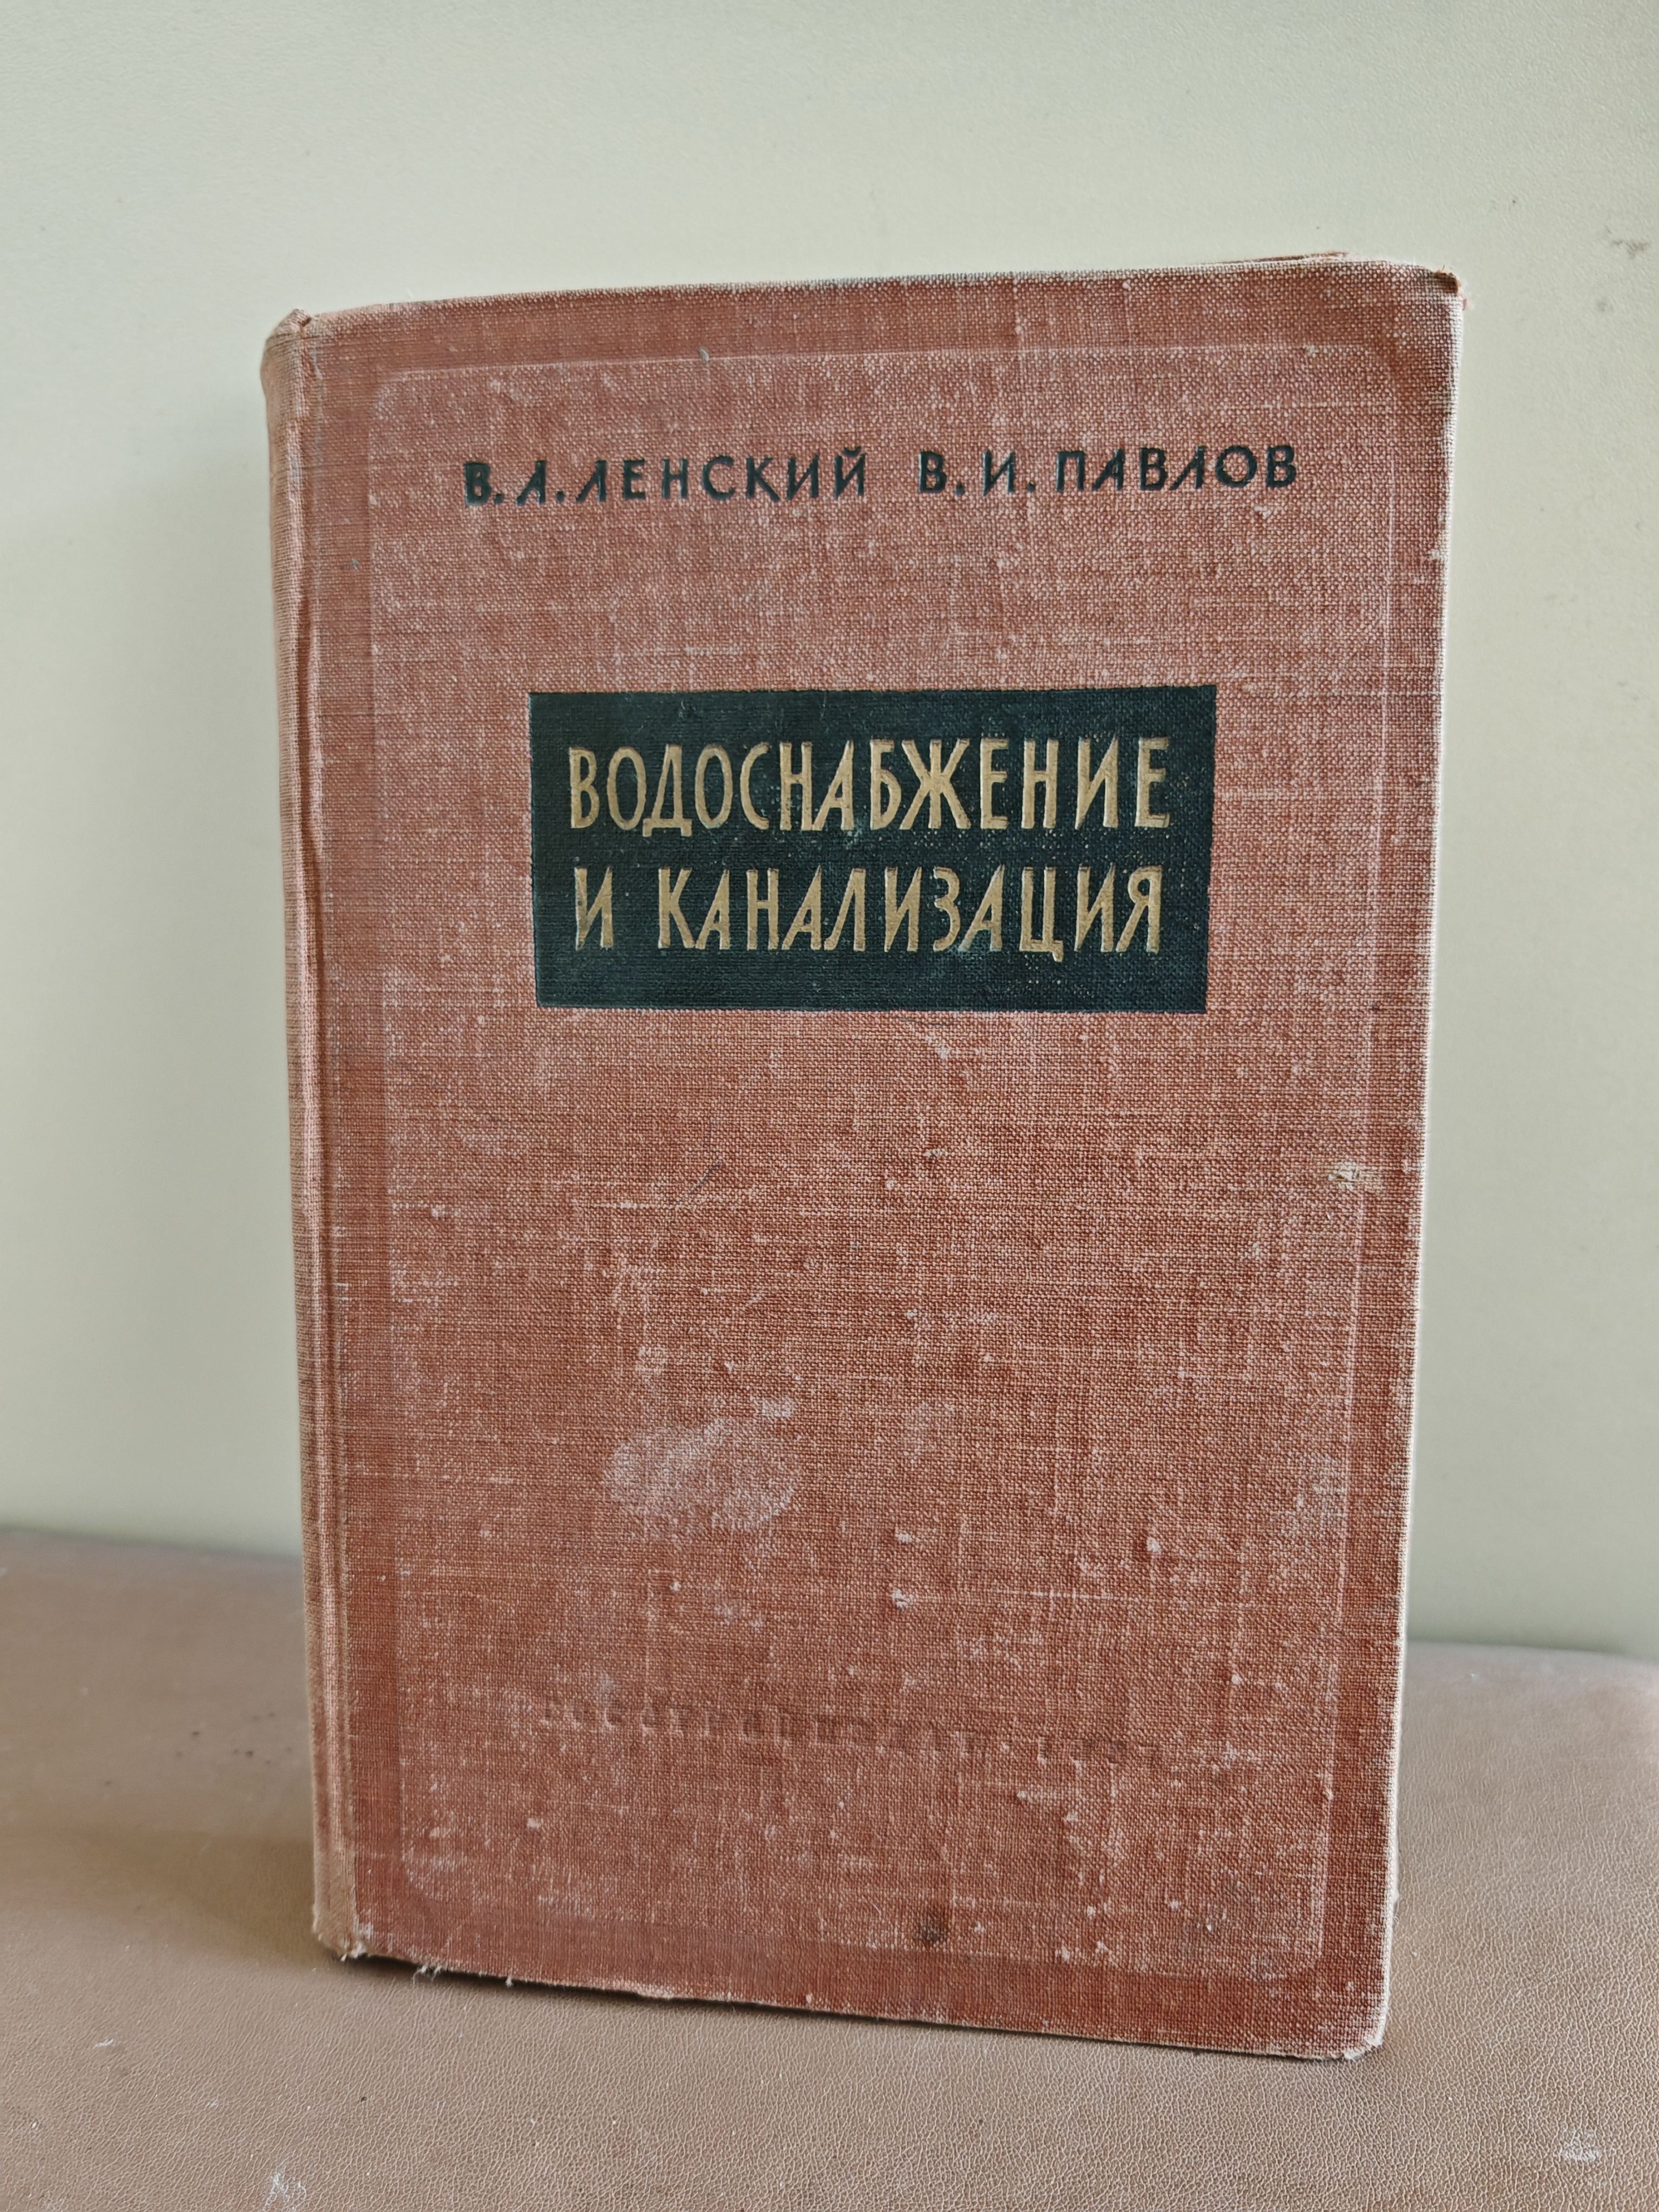 В. А. ЛЕНСКИЙ В. И. ПАВЛОВ
ВОДОСНАБЖЕНИЕ
И КАНАЛИЗАЦИЯ